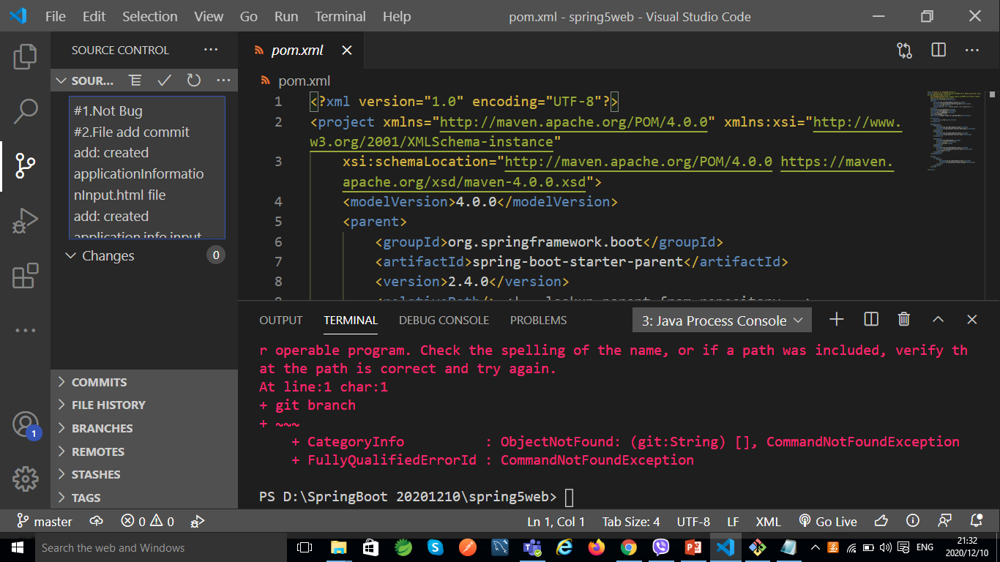 File Edit Selection View Go Run Terminal Help
pom.xml - spring5web - Visual Studio Code
SOURCE CONTROL
SOUR...
#1.Not Bug
#2.File add commit
add: created
applicationInformatio
nInput.html file
add: created
application.info.input
Changes 0
COMMITS
FILE HISTORY
BRANCHES
REMOTES
STASHES
TAGS
1
pom.xml
pom.xml
1 <?xml version="1.0" encoding="UTF-8"?>
2 <project xmlns="http://maven.apache.org/POM/4.0.0" xmlns:xsi="http://www.
w3.org/2001/XMLSchema-instance"
3 xsi:schemaLocation="http://maven.apache.org/POM/4.0.0 https://maven.
apache.org/xsd/maven-4.0.0.xsd">
4 <modelVersion>4.0.0</modelVersion>
5 <parent>
6 <groupId>org.springframework.boot</groupId>
7 <artifactId>spring-boot-starter-parent</artifactId>
8 <version>2.4.0</version>
9 <relativePath/> <!-- lookup parent from repository -->
OUTPUT TERMINAL DEBUG CONSOLE PROBLEMS 3: Java Process Console
r operable program. Check the spelling of the name, or if a path was included, verify th
at the path is correct and try again.
At line:1 char:1
+ git branch
+ ~~~
+ CategoryInfo : ObjectNotFound: (git:String) [], CommandNotFoundException
+ FullyQualifiedErrorId : CommandNotFoundException
PS D:\SpringBoot 20201210\spring5web>
master 0 0 Ln 1, Col 1 Tab Size: 4 UTF-8 LF XML Go Live
Search the web and Windows
ENG
21:32
2020/12/10